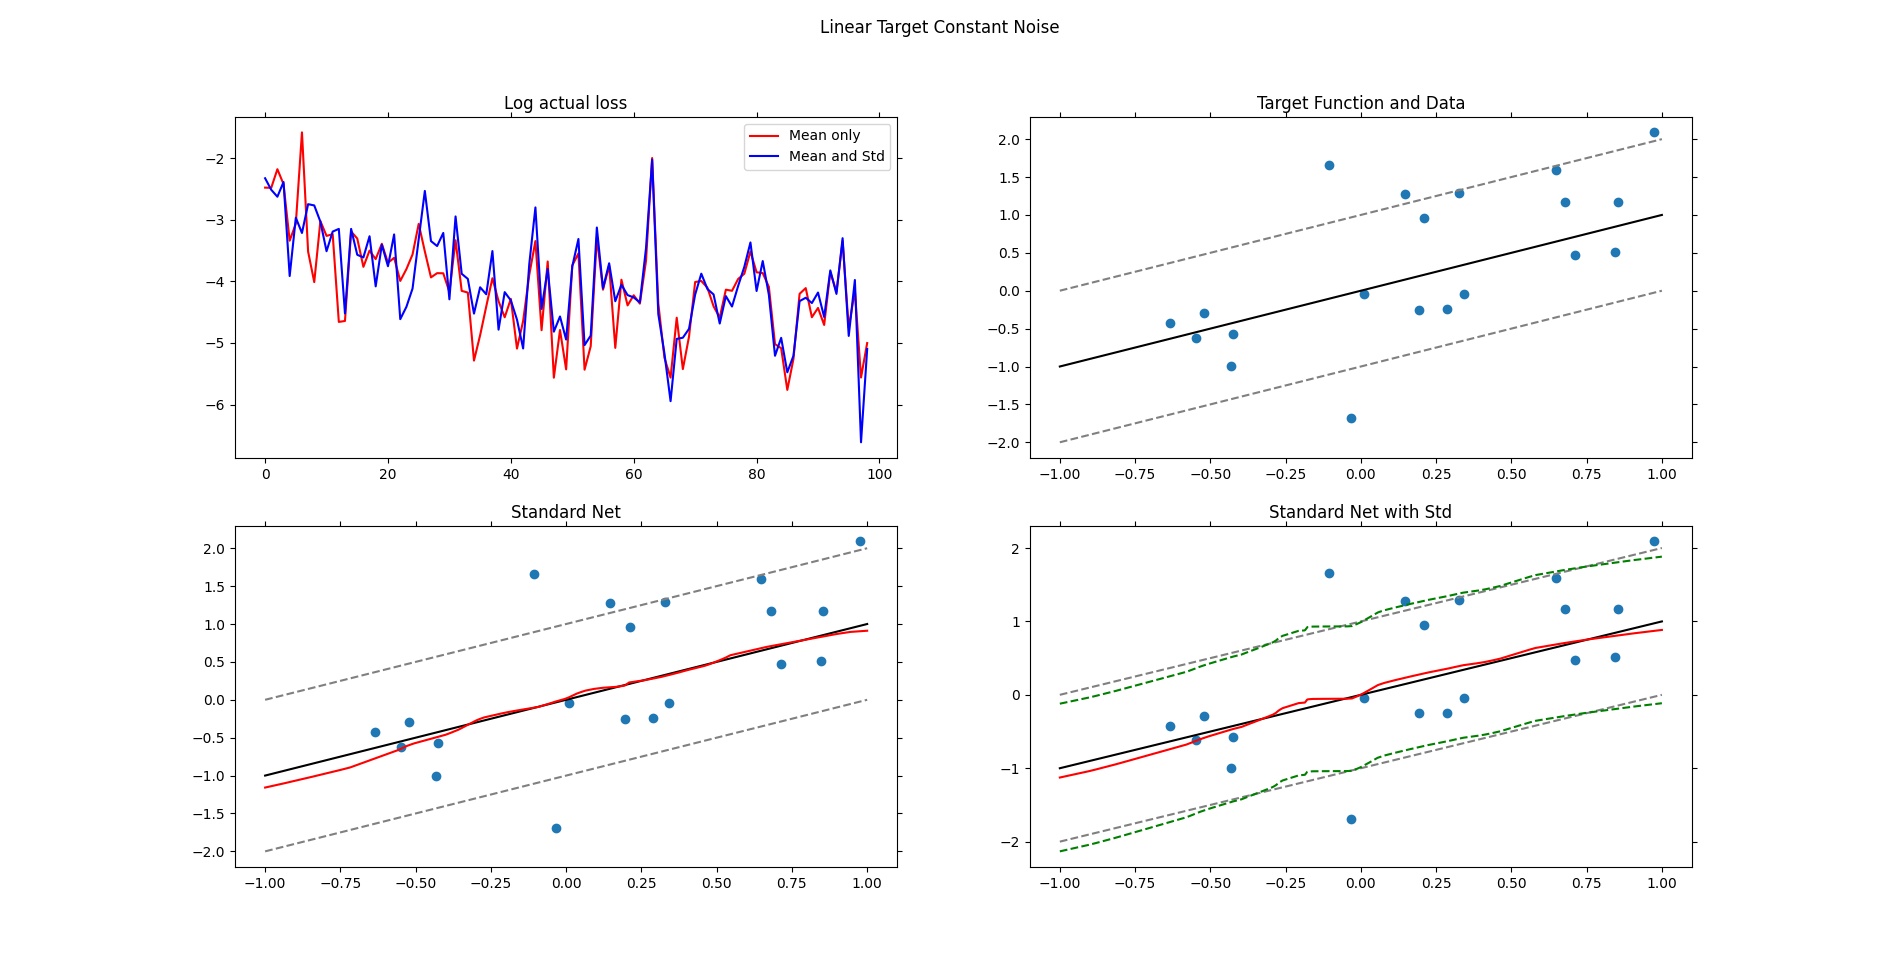 Linear Target Constant Noise
Log actual loss
Mean only
Mean and Std
−2
−3
−4
−5
−6
0 20 40 60 80 100
Target Function and Data
2.0
1.5
1.0
0.5
0.0
−0.5
−1.0
−1.5
−2.0
−1.00 −0.75 −0.50 −0.25 0.00 0.25 0.50 0.75 1.00
Standard Net
2.0
1.5
1.0
0.5
0.0
−0.5
−1.0
−1.5
−2.0
−1.00 −0.75 −0.50 −0.25 0.00 0.25 0.50 0.75 1.00
Standard Net with Std
2
1
0
−1
−2
−1.00 −0.75 −0.50 −0.25 0.00 0.25 0.50 0.75 1.00